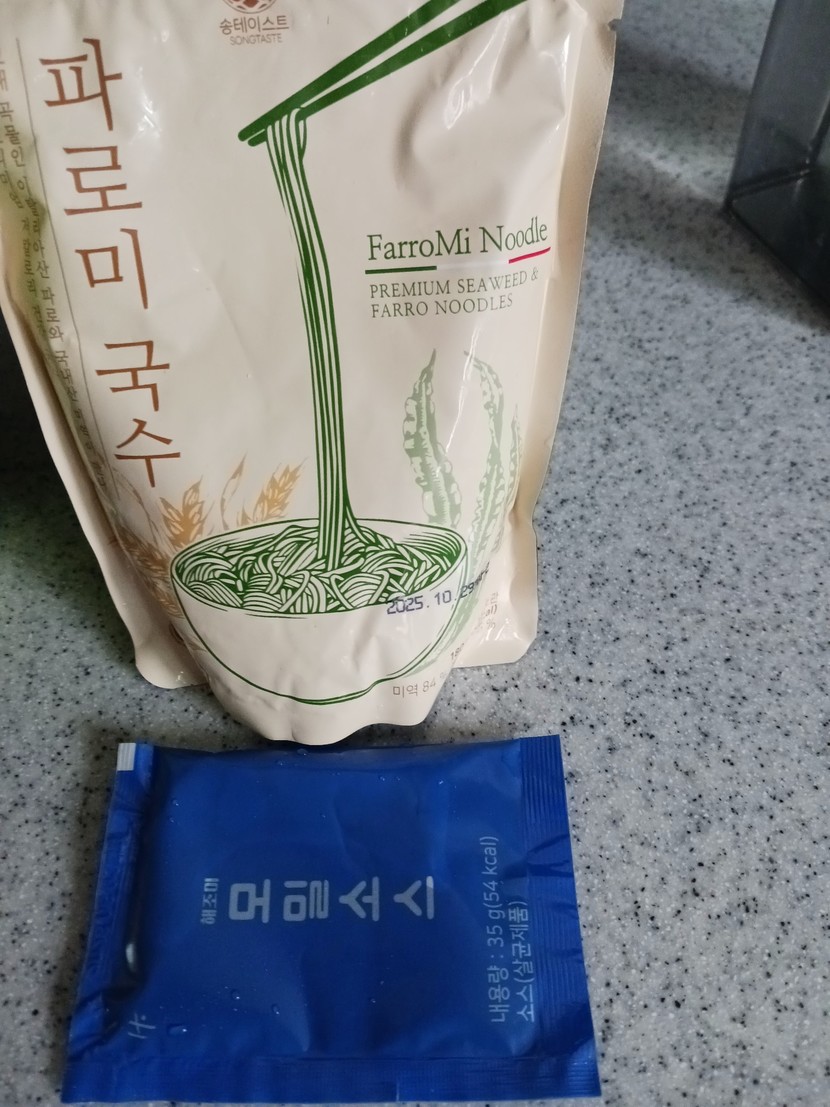 송테이스트
SONGTASTE
파로미 국수
FarroMi Noodle
PREMIUM SEAWEED &
FARRO NOODLES
2025.10.29
미역 84
해조미
모밀소스
내용량 : 35 g(54 kcal)
소스(살균제품)